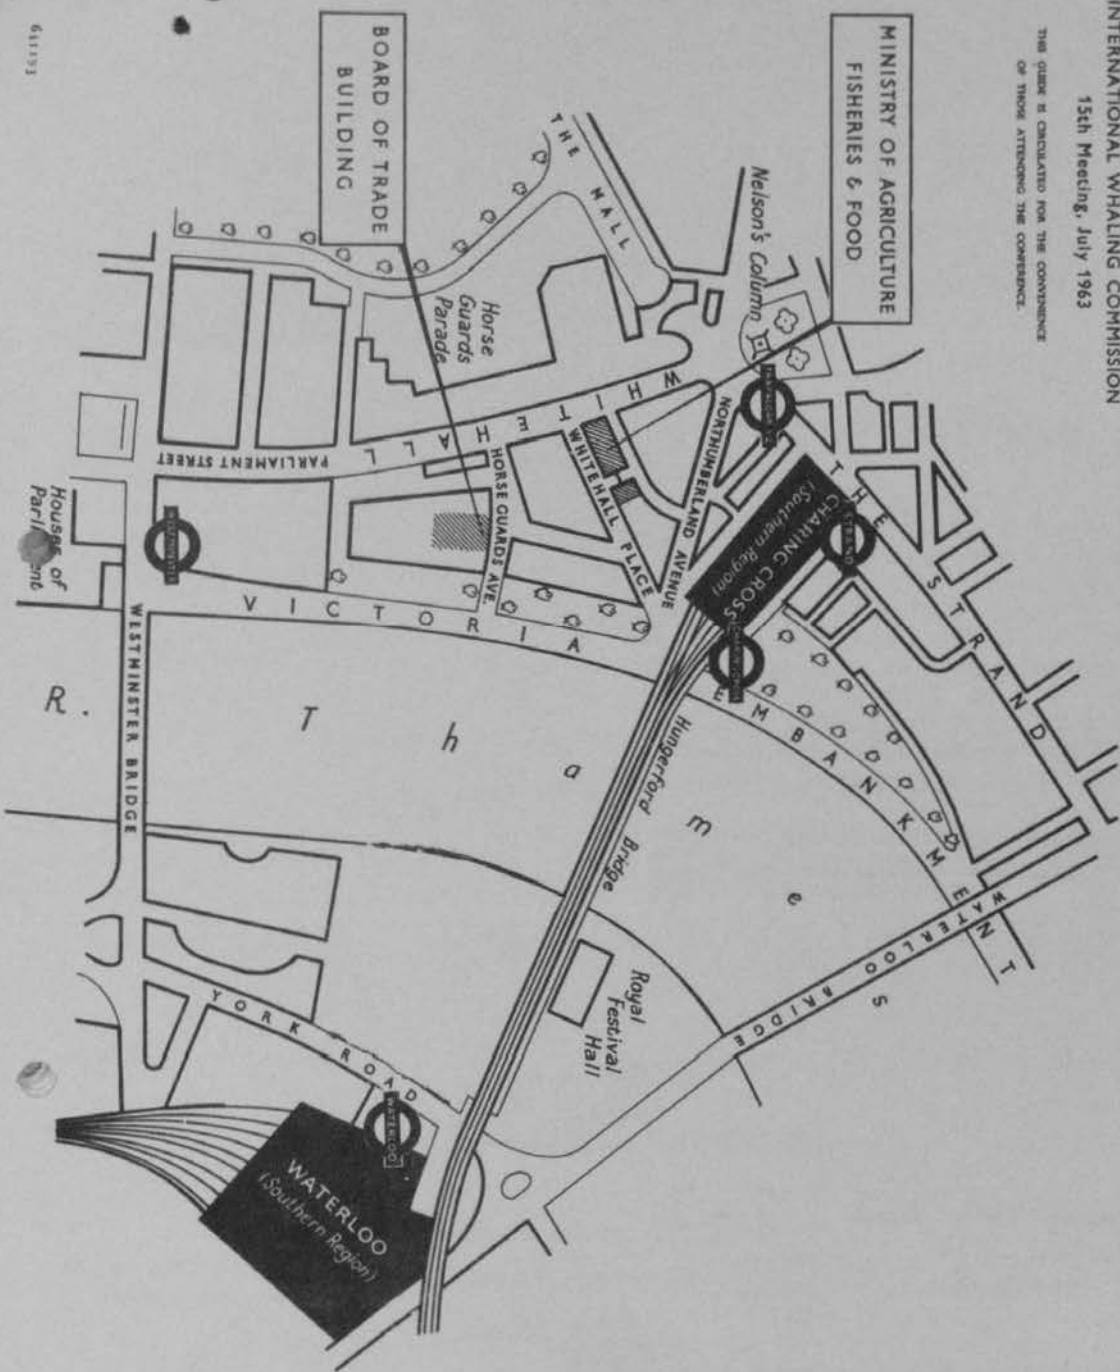 INTERNATIONAL WHALING COMMISSION
15th Meeting, July 1963
THIS GUIDE IS CIRCULATED FOR THE CONVENIENCE
OF THOSE ATTENDING THE CONFERENCE.
MINISTRY OF AGRICULTURE
FISHERIES & FOOD
BOARD OF TRADE
BUILDING
THE MALL
Nelson's Column
Horse
Guards
Parade
WHITEHALL
NORTHUMBERLAND AVENUE
WHITEHALL PLACE
HORSE GUARDS AVE.
PARLIAMENT STREET
Houses of
WESTMINSTER BRIDGE
VICTORIA EMBANKMENT
CHARING CROSS
(Southern Region)
STRAND
THE STRAND
Hungerford Bridge
R. Thames
WATERLOO BRIDGE
Royal
Festival
Hall
YORK ROAD
WATERLOO
WATERLOO
(Southern Region)